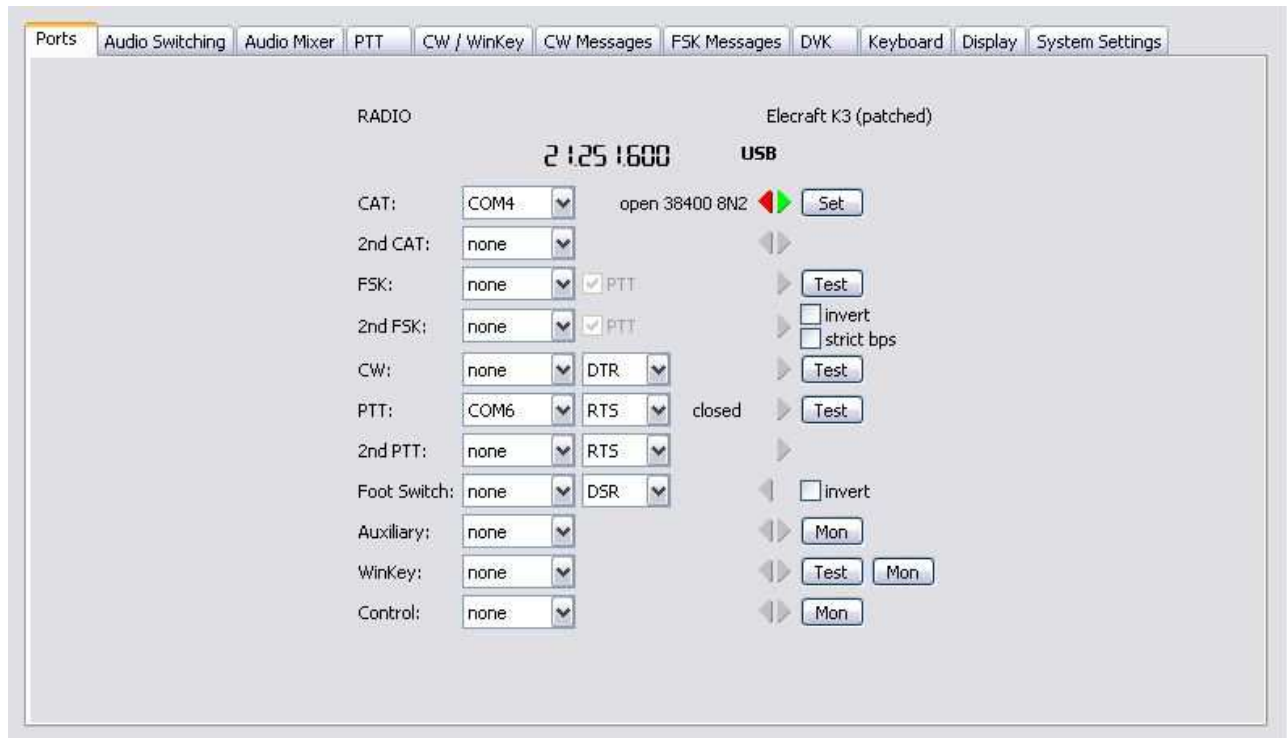 Ports Audio Switching Audio Mixer PTT CW / WinKey CW Messages FSK Messages DVK Keyboard Display System Settings
RADIO Elecraft K3 (patched)
21.251.600 USB
CAT: COM4 open 38400 8N2 Set
2nd CAT: none
FSK: none PTT Test
2nd FSK: none PTT invert
strict bps
CW: none DTR Test
PTT: COM6 RTS closed Test
2nd PTT: none RTS
Foot Switch: none DSR invert
Auxiliary: none Mon
WinKey: none Test Mon
Control: none Mon